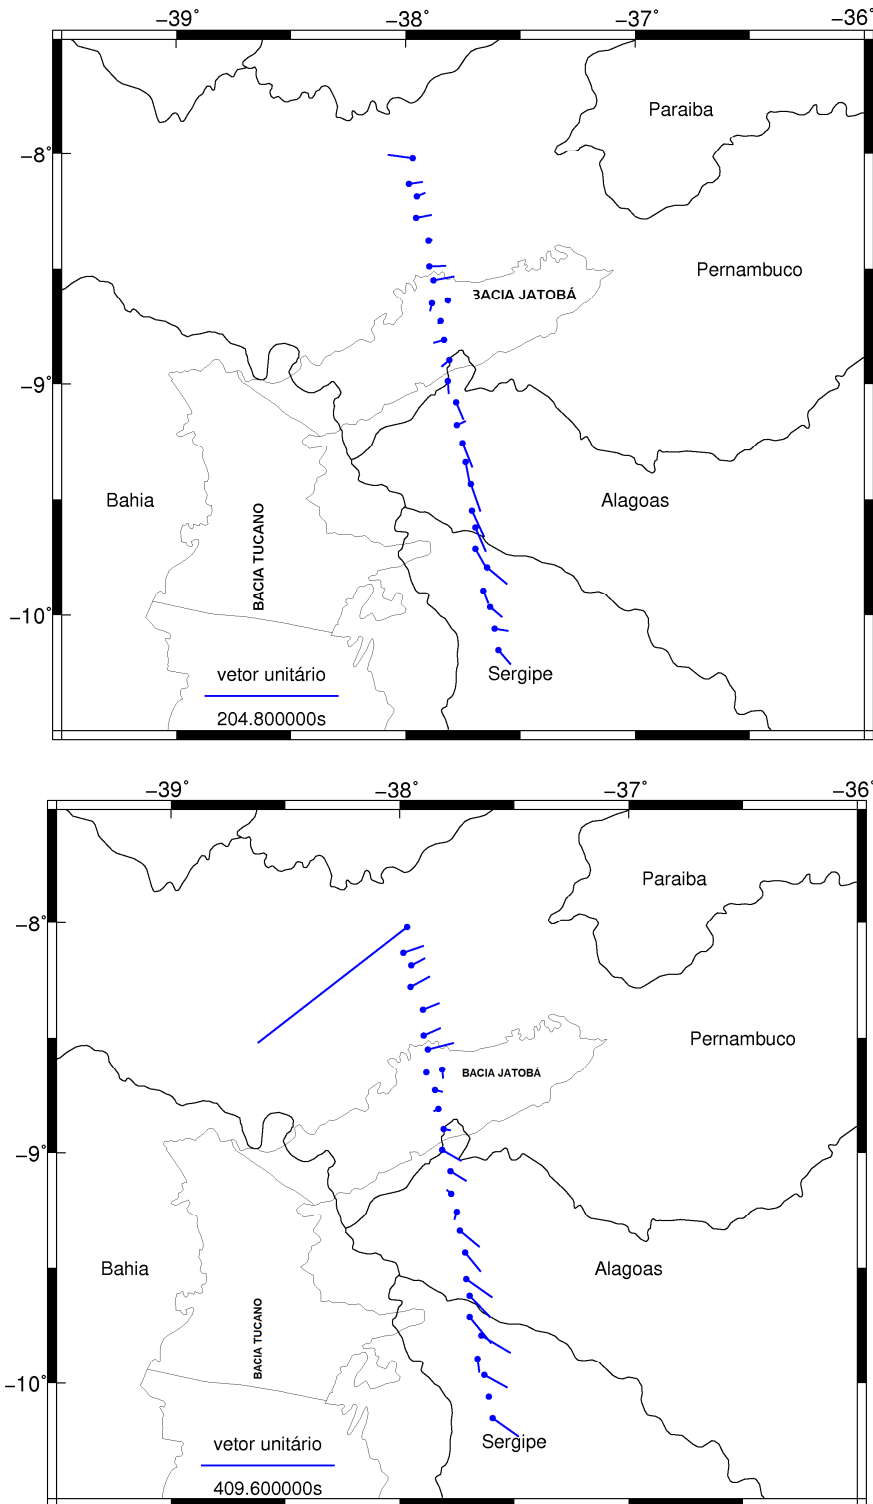 −39° −38° −37° −36°
Paraiba
−8°
Pernambuco
BACIA JATOBÁ
−9°
Bahia
BACIA TUCANO
Alagoas
−10°
vetor unitário
Sergipe
204.800000s
−39° −38° −37° −36°
Paraiba
−8°
Pernambuco
BACIA JATOBÁ
−9°
Bahia
Alagoas
BACIA TUCANO
−10°
vetor unitário
Sergipe
409.600000s